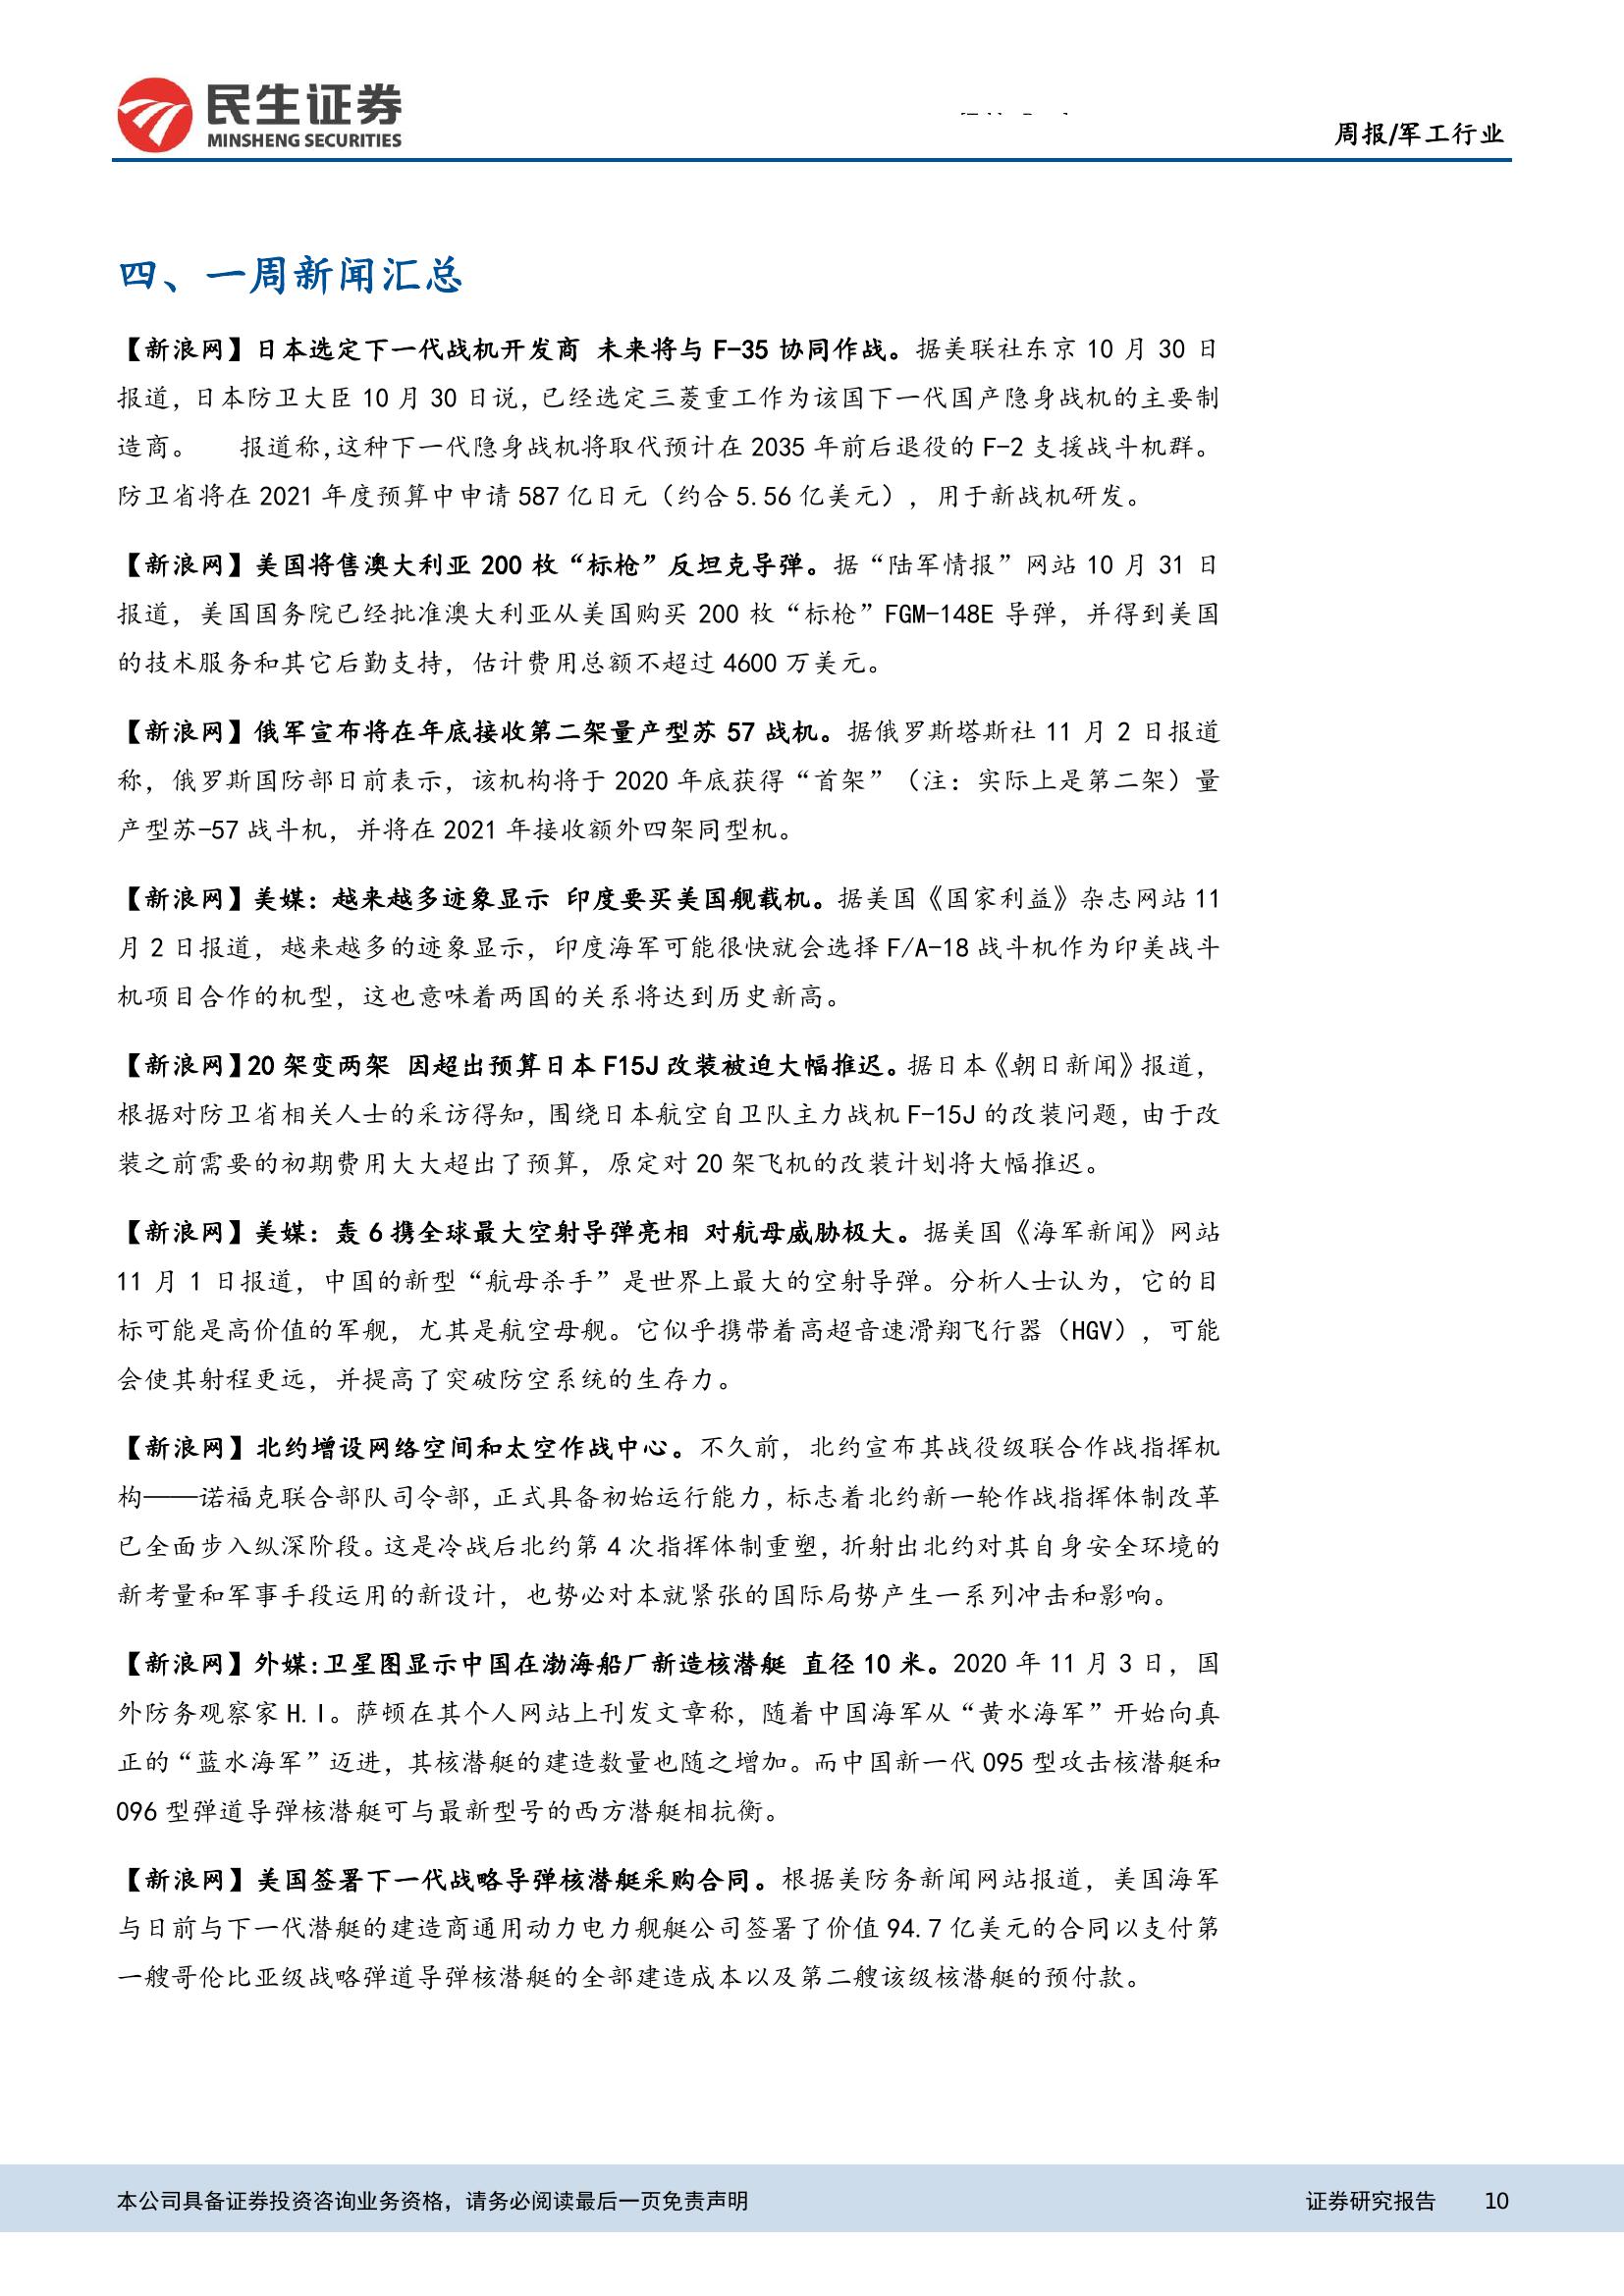 民生证券
MINSHENG SECURITIES
周报/军工行业
四、一周新闻汇总
【新浪网】日本选定下一代战机开发商 未来将与 F-35 协同作战。据美联社东京 10 月 30 日
报道，日本防卫大臣 10 月 30 日说，已经选定三菱重工作为该国下一代国产隐身战机的主要制
造商。 报道称，这种下一代隐身战机将取代预计在 2035 年前后退役的 F-2 支援战斗机群。
防卫省将在 2021 年度预算中申请 587 亿日元（约合 5.56 亿美元），用于新战机研发。
【新浪网】美国将售澳大利亚 200 枚“标枪”反坦克导弹。据“陆军情报”网站 10 月 31 日
报道，美国国务院已经批准澳大利亚从美国购买 200 枚“标枪”FGM-148E 导弹，并得到美国
的技术服务和其它后勤支持，估计费用总额不超过 4600 万美元。
【新浪网】俄军宣布将在年底接收第二架量产型苏 57 战机。据俄罗斯塔斯社 11 月 2 日报道
称，俄罗斯国防部日前表示，该机构将于 2020 年底获得“首架”（注：实际上是第二架）量
产型苏-57 战斗机，并将在 2021 年接收额外四架同型机。
【新浪网】美媒：越来越多迹象显示 印度要买美国舰载机。据美国《国家利益》杂志网站 11
月 2 日报道，越来越多的迹象显示，印度海军可能很快就会选择 F/A-18 战斗机作为印美战斗
机项目合作的机型，这也意味着两国的关系将达到历史新高。
【新浪网】20 架变两架 因超出预算日本 F15J 改装被迫大幅推迟。据日本《朝日新闻》报道，
根据对防卫省相关人士的采访得知，围绕日本航空自卫队主力战机 F-15J 的改装问题，由于改
装之前需要的初期费用大大超出了预算，原定对 20 架飞机的改装计划将大幅推迟。
【新浪网】美媒：轰 6 携全球最大空射导弹亮相 对航母威胁极大。据美国《海军新闻》网站
11 月 1 日报道，中国的新型“航母杀手”是世界上最大的空射导弹。分析人士认为，它的目
标可能是高价值的军舰，尤其是航空母舰。它似乎携带着高超音速滑翔飞行器（HGV），可能
会使其射程更远，并提高了突破防空系统的生存力。
【新浪网】北约增设网络空间和太空作战中心。不久前，北约宣布其战役级联合作战指挥机
构——诺福克联合部队司令部，正式具备初始运行能力，标志着北约新一轮作战指挥体制改革
已全面步入纵深阶段。这是冷战后北约第 4 次指挥体制重塑，折射出北约对其自身安全环境的
新考量和军事手段运用的新设计，也势必对本就紧张的国际局势产生一系列冲击和影响。
【新浪网】外媒:卫星图显示中国在渤海船厂新造核潜艇 直径 10 米。2020 年 11 月 3 日，国
外防务观察家 H.I。萨顿在其个人网站上刊发文章称，随着中国海军从“黄水海军”开始向真
正的“蓝水海军”迈进，其核潜艇的建造数量也随之增加。而中国新一代 095 型攻击核潜艇和
096 型弹道导弹核潜艇可与最新型号的西方潜艇相抗衡。
【新浪网】美国签署下一代战略导弹核潜艇采购合同。根据美防务新闻网站报道，美国海军
与日前与下一代潜艇的建造商通用动力电力舰艇公司签署了价值 94.7 亿美元的合同以支付第
一艘哥伦比亚级战略弹道导弹核潜艇的全部建造成本以及第二艘该级核潜艇的预付款。
本公司具备证券投资咨询业务资格，请务必阅读最后一页免责声明
证券研究报告 10